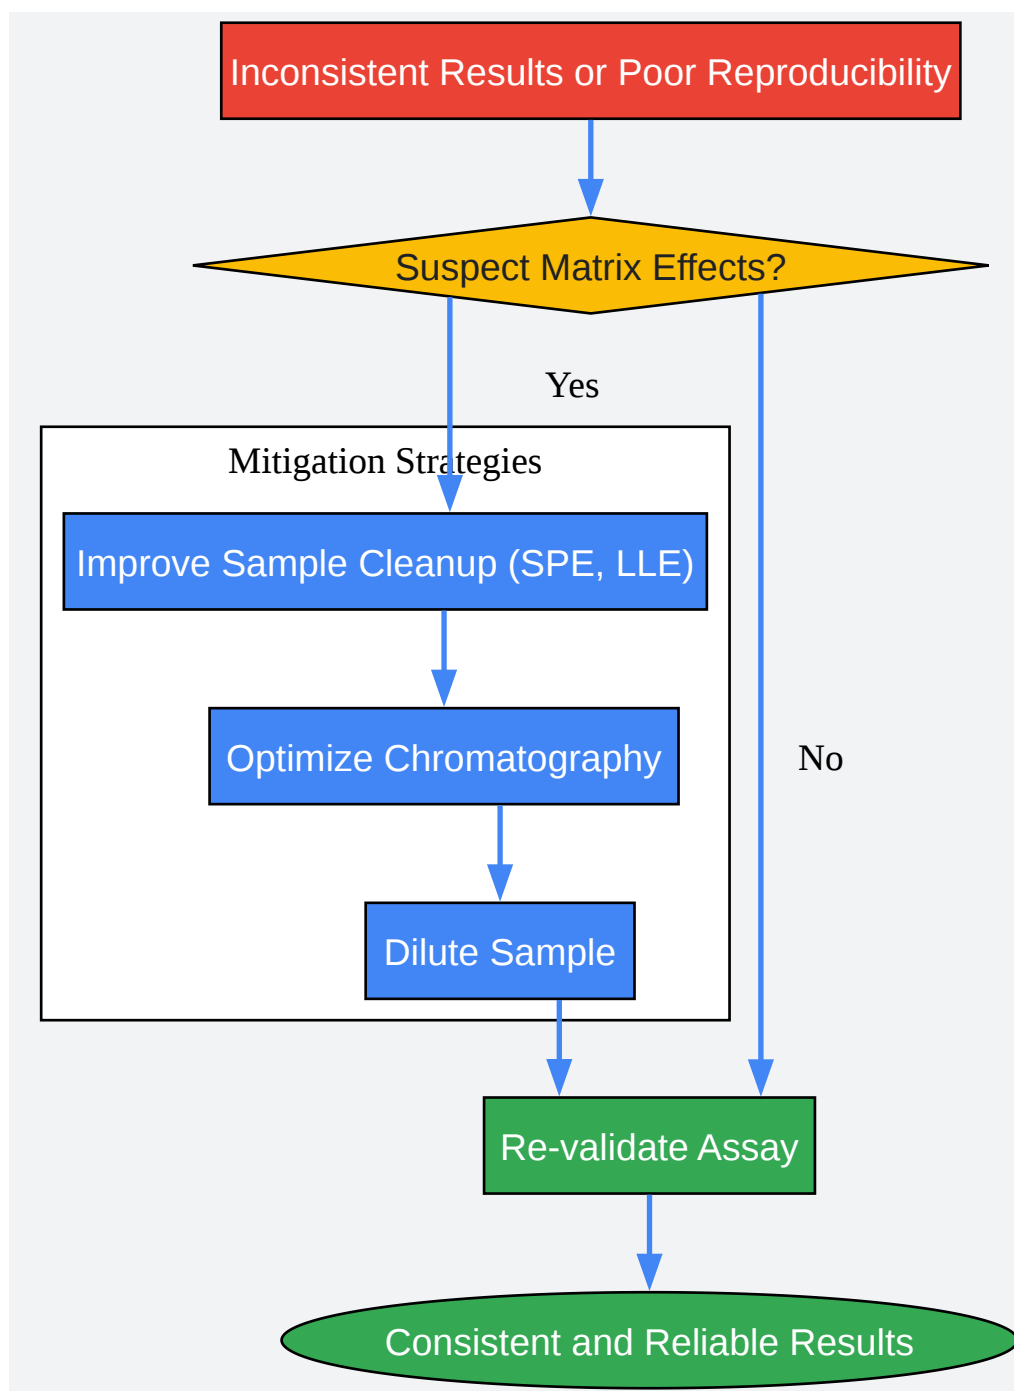 Inconsistent Results or Poor Reproducibility
Suspect Matrix Effects?
Yes
Mitigation Strategies
Improve Sample Cleanup (SPE, LLE)
Optimize Chromatography
No
Dilute Sample
Re-validate Assay
Consistent and Reliable Results